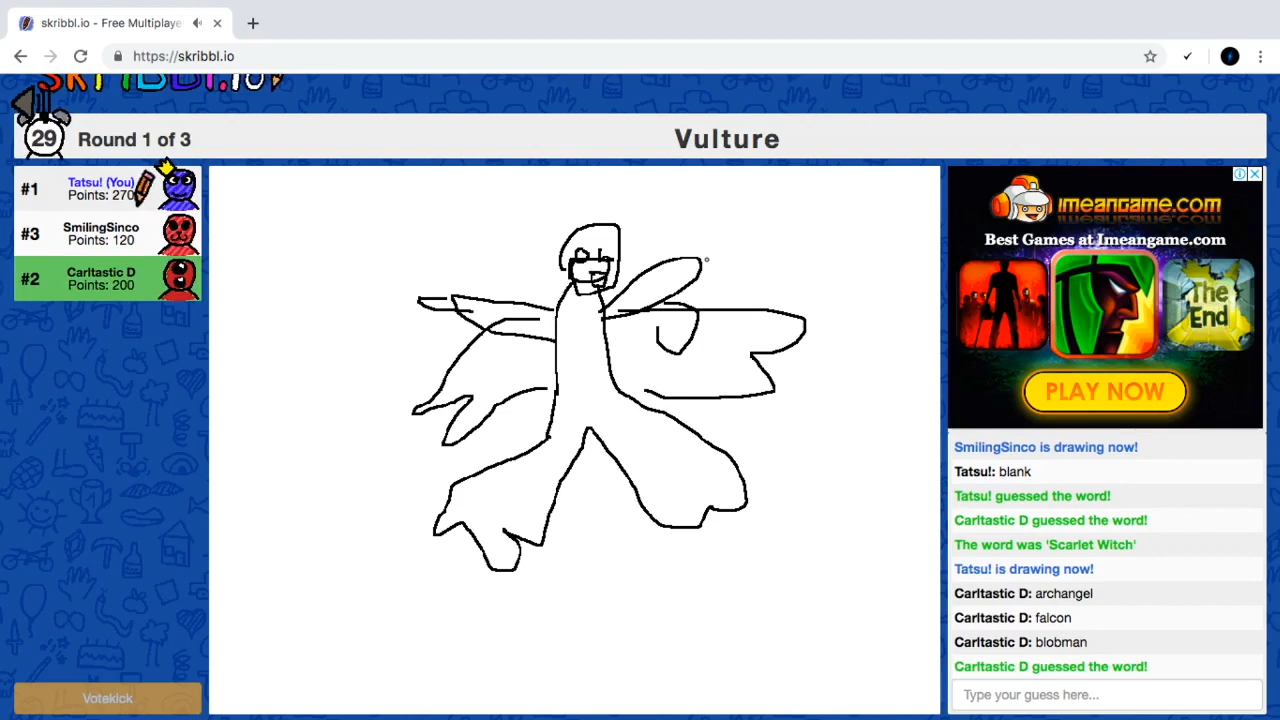 skribbl.io - Free Multiplaye
https://skribbl.io
SKRIBBL.IO
29
Round 1 of 3
Vulture
#1
Tatsu! (You)
Points: 270
#3
SmilingSinco
Points: 120
#2
Carltastic D
Points: 200
imeangame.com
Best Games at Imeangame.com
The
End
PLAY NOW
SmilingSinco is drawing now!
Tatsu!: blank
Tatsu! guessed the word!
Carltastic D guessed the word!
The word was 'Scarlet Witch'
Tatsu! is drawing now!
Carltastic D: archangel
Carltastic D: falcon
Carltastic D: blobman
Carltastic D guessed the word!
Type your guess here...
Votekick